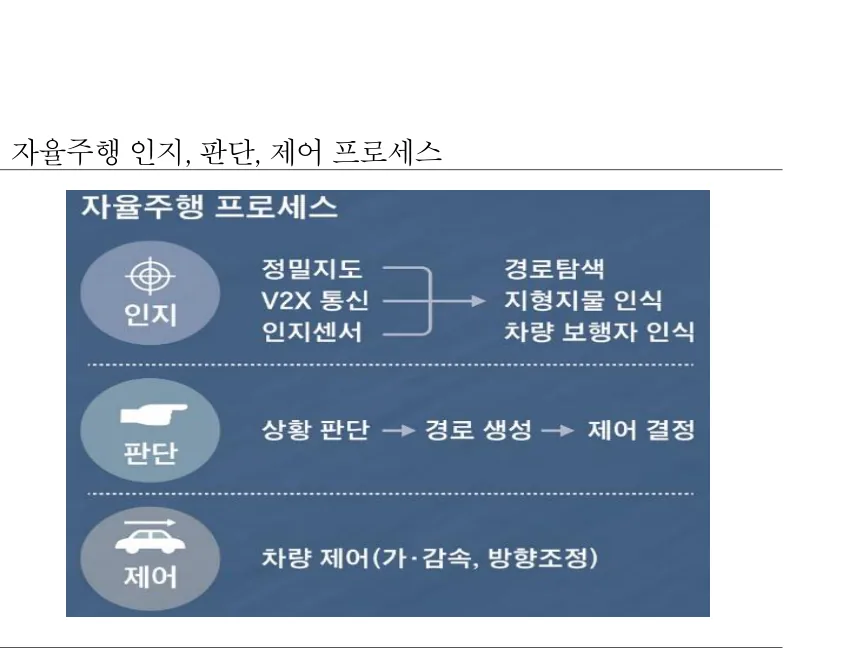 자율주행 인지, 판단, 제어 프로세스
자율주행 프로세스
인지
정밀지도
V2X 통신
인지센서
경로탐색
지형지물 인식
차량 보행자 인식
판단
상황 판단 → 경로 생성 → 제어 결정
제어
차량 제어(가·감속, 방향조정)